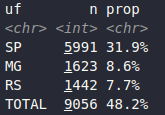 uf n prop
<chr> <int> <chr>
SP 5991 31.9%
MG 1623 8.6%
RS 1442 7.7%
TOTAL 9056 48.2%